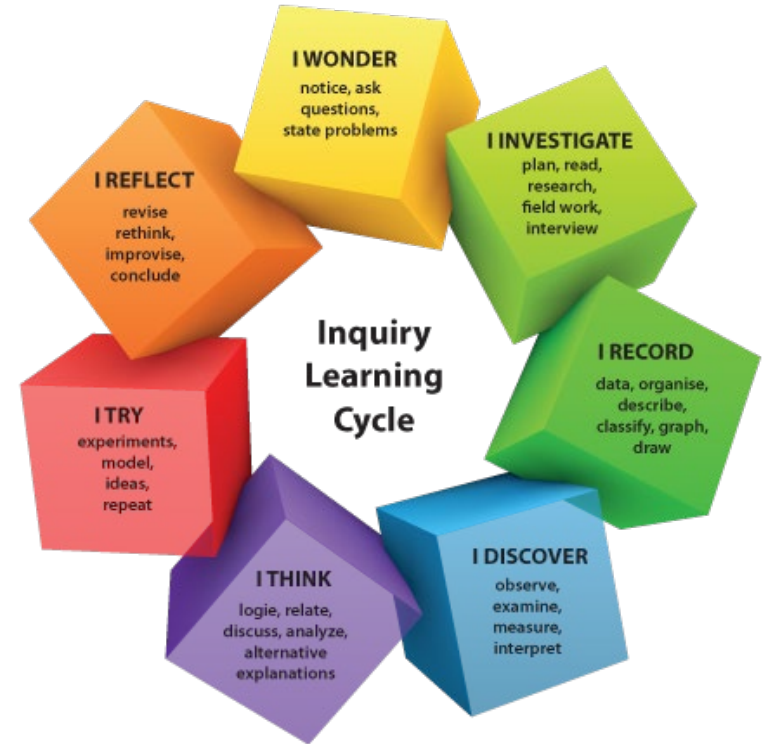 I WONDER
notice, ask
questions,
state problems
I INVESTIGATE
plan, read,
research,
field work,
interview
I RECORD
data, organise,
describe,
classify, graph,
draw
I DISCOVER
observe,
examine,
measure,
interpret
I THINK
logie, relate,
discuss, analyze,
alternative
explanations
I TRY
experiments,
model,
ideas,
repeat
I REFLECT
revise
rethink,
improvise,
conclude
Inquiry
Learning
Cycle